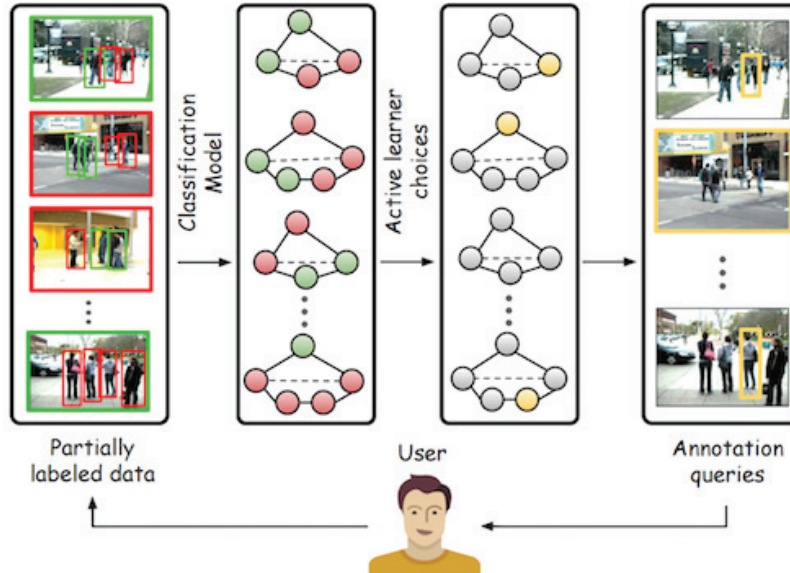 Classification
Model
Active learner
choices
Partially
labeled data
User
Annotation
queries